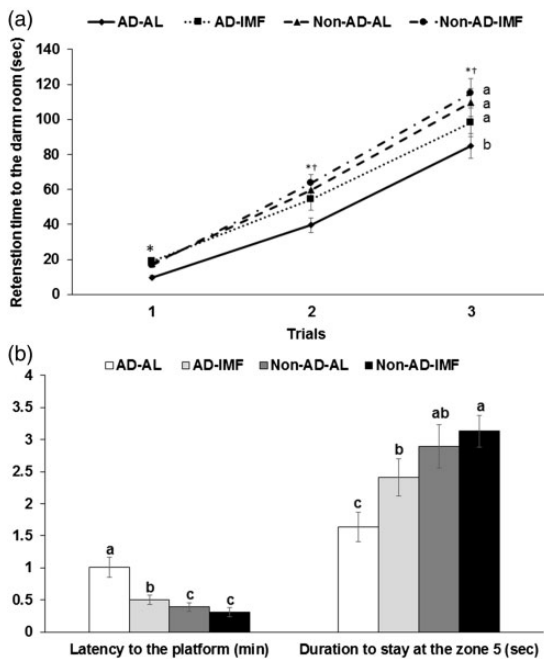 (a)
AD-AL AD-IMF Non-AD-AL Non-AD-IMF
Retenstion time to the darm room (sec)
140
120
100
80
60
40
20
0
*
*†
*†
a
a
a
b
1 2 3
Trials
(b)
AD-AL AD-IMF Non-AD-AL Non-AD-IMF
4
3.5
3
2.5
2
1.5
1
0.5
0
a
b
c
c
c
b
ab
a
Latency to the platform (min) Duration to stay at the zone 5 (sec)